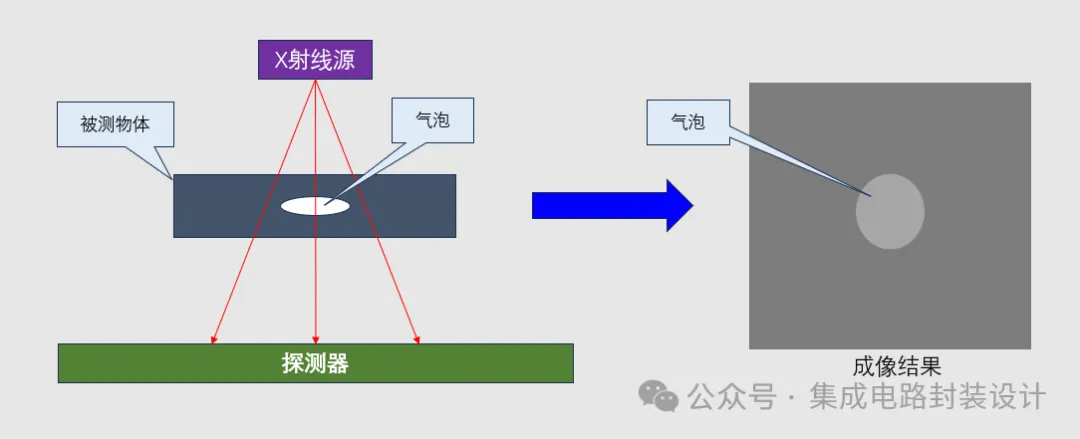 X射线源
被测物体
气泡
气泡
探测器
成像结果
公众号 · 集成电路封装设计